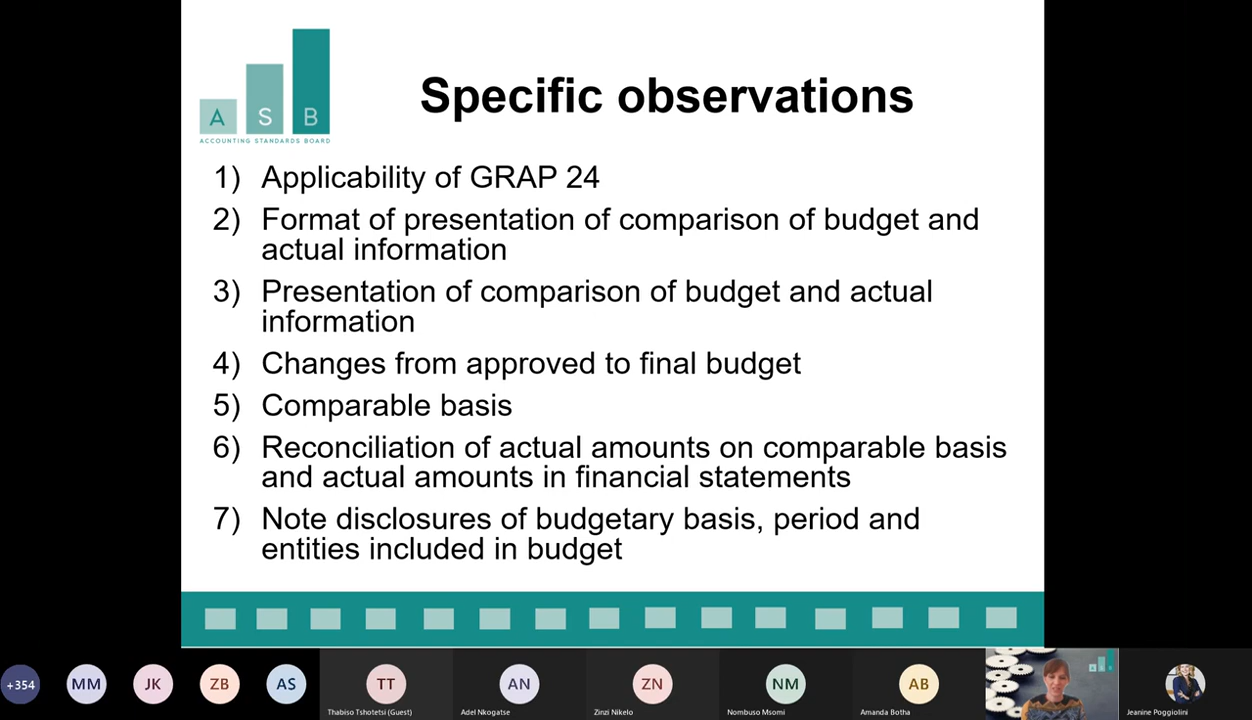 A S B
ACCOUNTING STANDARDS BOARD
Specific observations
1) Applicability of GRAP 24
2) Format of presentation of comparison of budget and
actual information
3) Presentation of comparison of budget and actual
information
4) Changes from approved to final budget
5) Comparable basis
6) Reconciliation of actual amounts on comparable basis
and actual amounts in financial statements
7) Note disclosures of budgetary basis, period and
entities included in budget
+354 MM JK ZB AS TT AN ZN NM AB
Thabiso Tshotetsi (Guest) Adel Nkogatse Zinzi Nikelo Nombuso Msomi Amanda Botha Jeanine Poggiolini